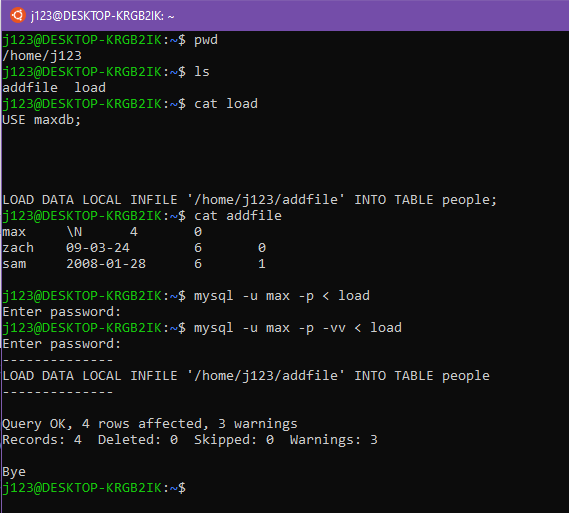 j123@DESKTOP-KRGB2IK: ~
j123@DESKTOP-KRGB2IK:~$ pwd
/home/j123
j123@DESKTOP-KRGB2IK:~$ ls
addfile  load
j123@DESKTOP-KRGB2IK:~$ cat load
USE maxdb;
LOAD DATA LOCAL INFILE '/home/j123/addfile' INTO TABLE people;
j123@DESKTOP-KRGB2IK:~$ cat addfile
max     \N      4       0
zach    09-03-24        6       0
sam     2008-01-28      6       1
j123@DESKTOP-KRGB2IK:~$ mysql -u max -p < load
Enter password:
j123@DESKTOP-KRGB2IK:~$ mysql -u max -p -vv < load
Enter password:
--------------
LOAD DATA LOCAL INFILE '/home/j123/addfile' INTO TABLE people
--------------
Query OK, 4 rows affected, 3 warnings
Records: 4  Deleted: 0  Skipped: 0  Warnings: 3
Bye
j123@DESKTOP-KRGB2IK:~$